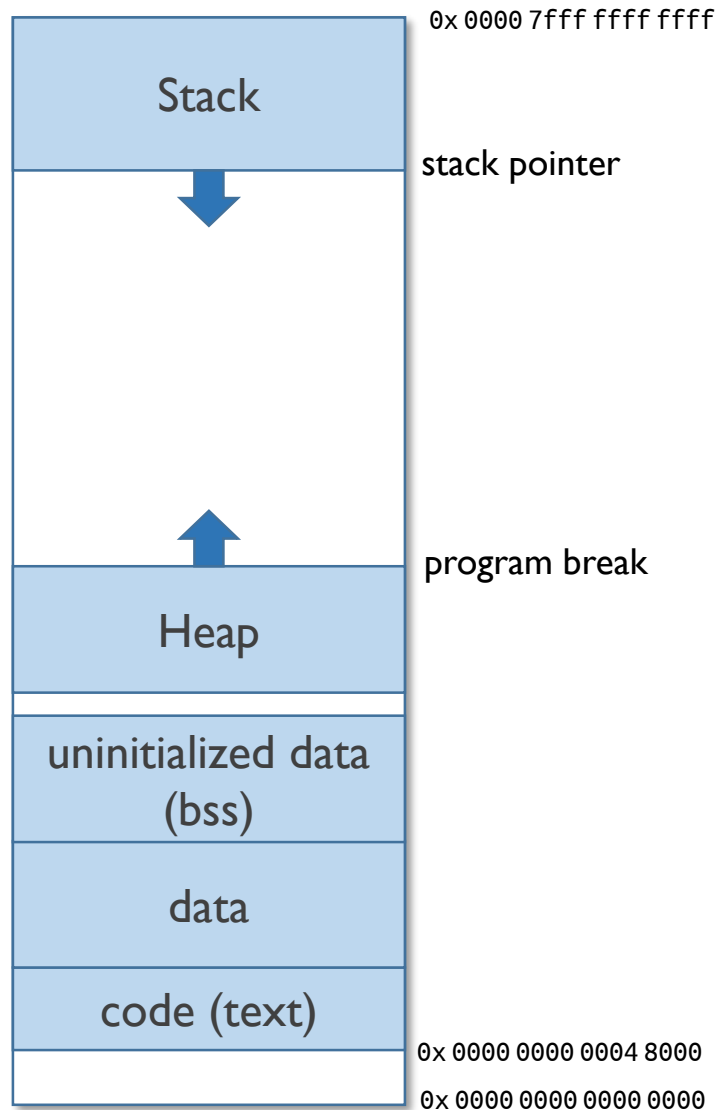 0x 0000 7fff ffff ffff
Stack
stack pointer
program break
Heap
uninitialized data
(bss)
data
code (text)
0x 0000 0000 0004 8000
0x 0000 0000 0000 0000